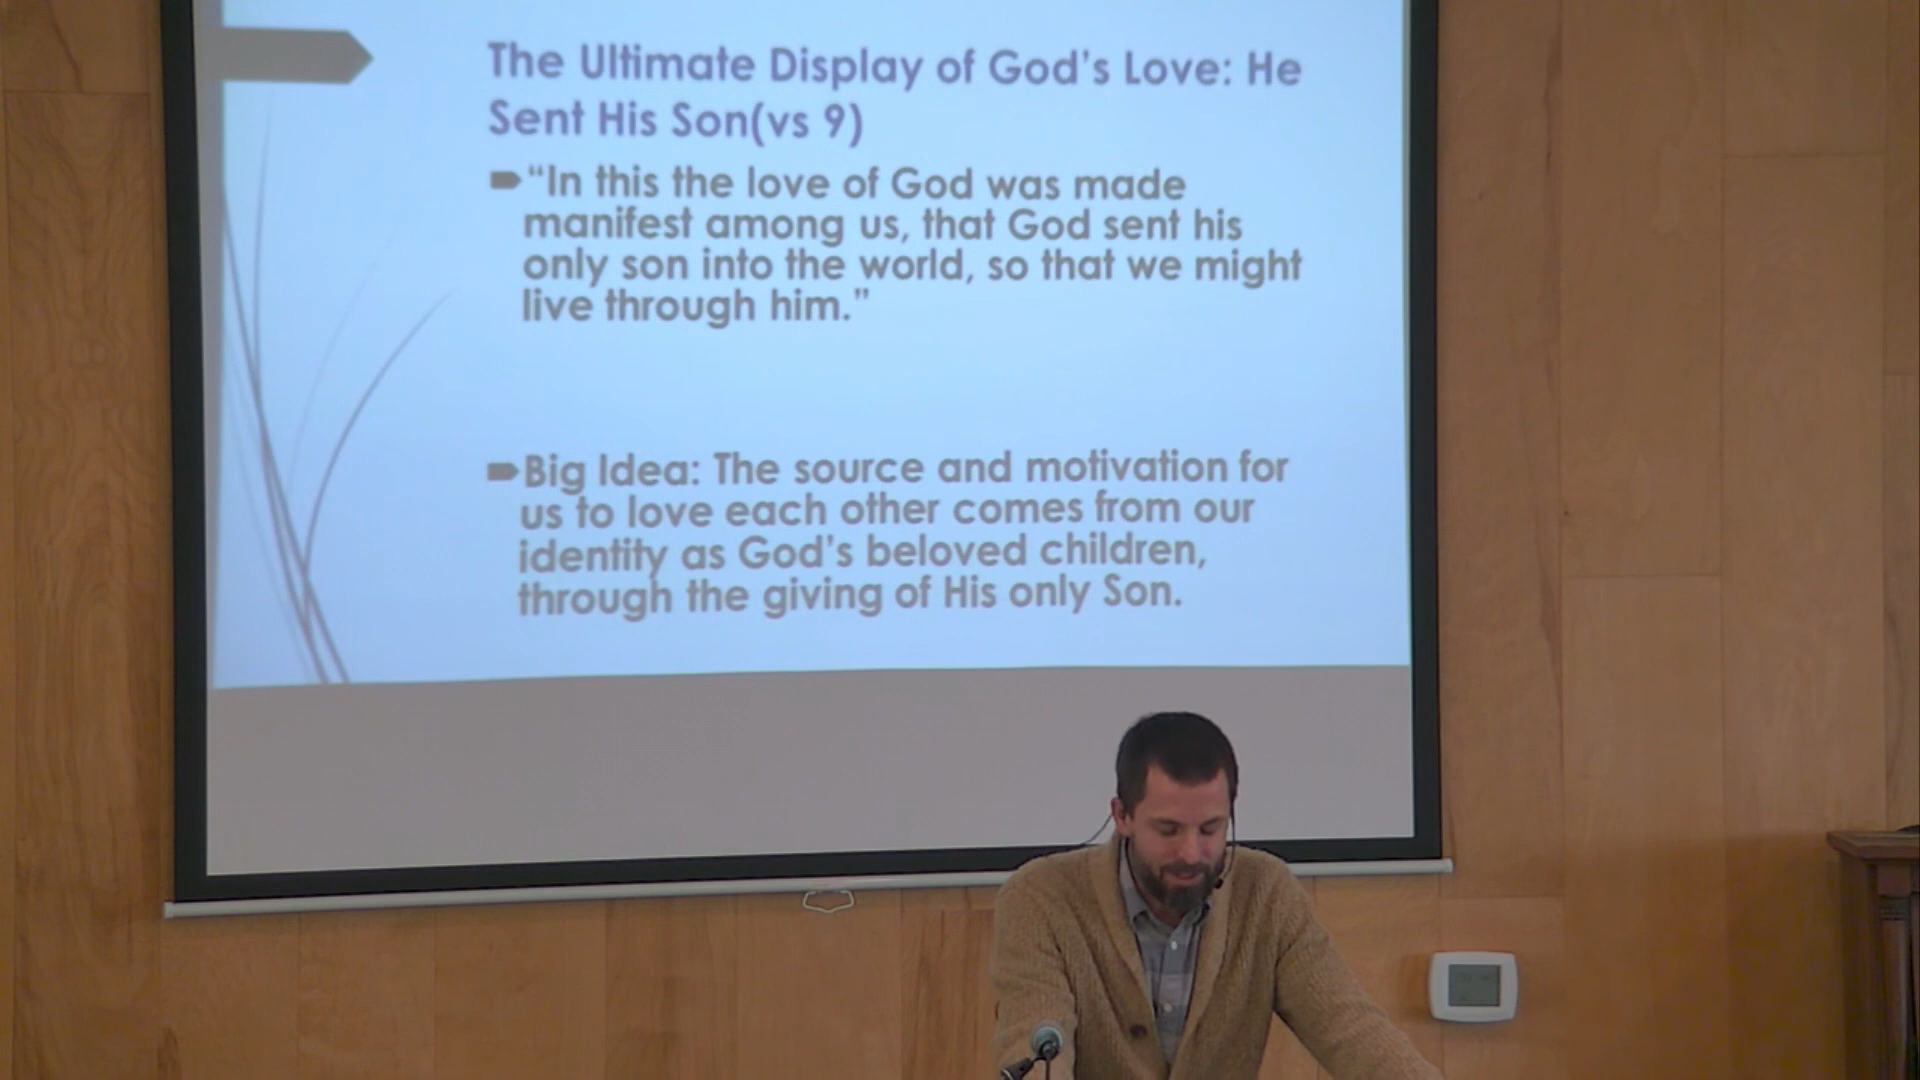 The Ultimate Display of God's Love: He
Sent His Son(vs 9)
“In this the love of God was made
manifest among us, that God sent his
only son into the world, so that we might
live through him.”
Big Idea: The source and motivation for
us to love each other comes from our
identity as God's beloved children,
through the giving of His only Son.